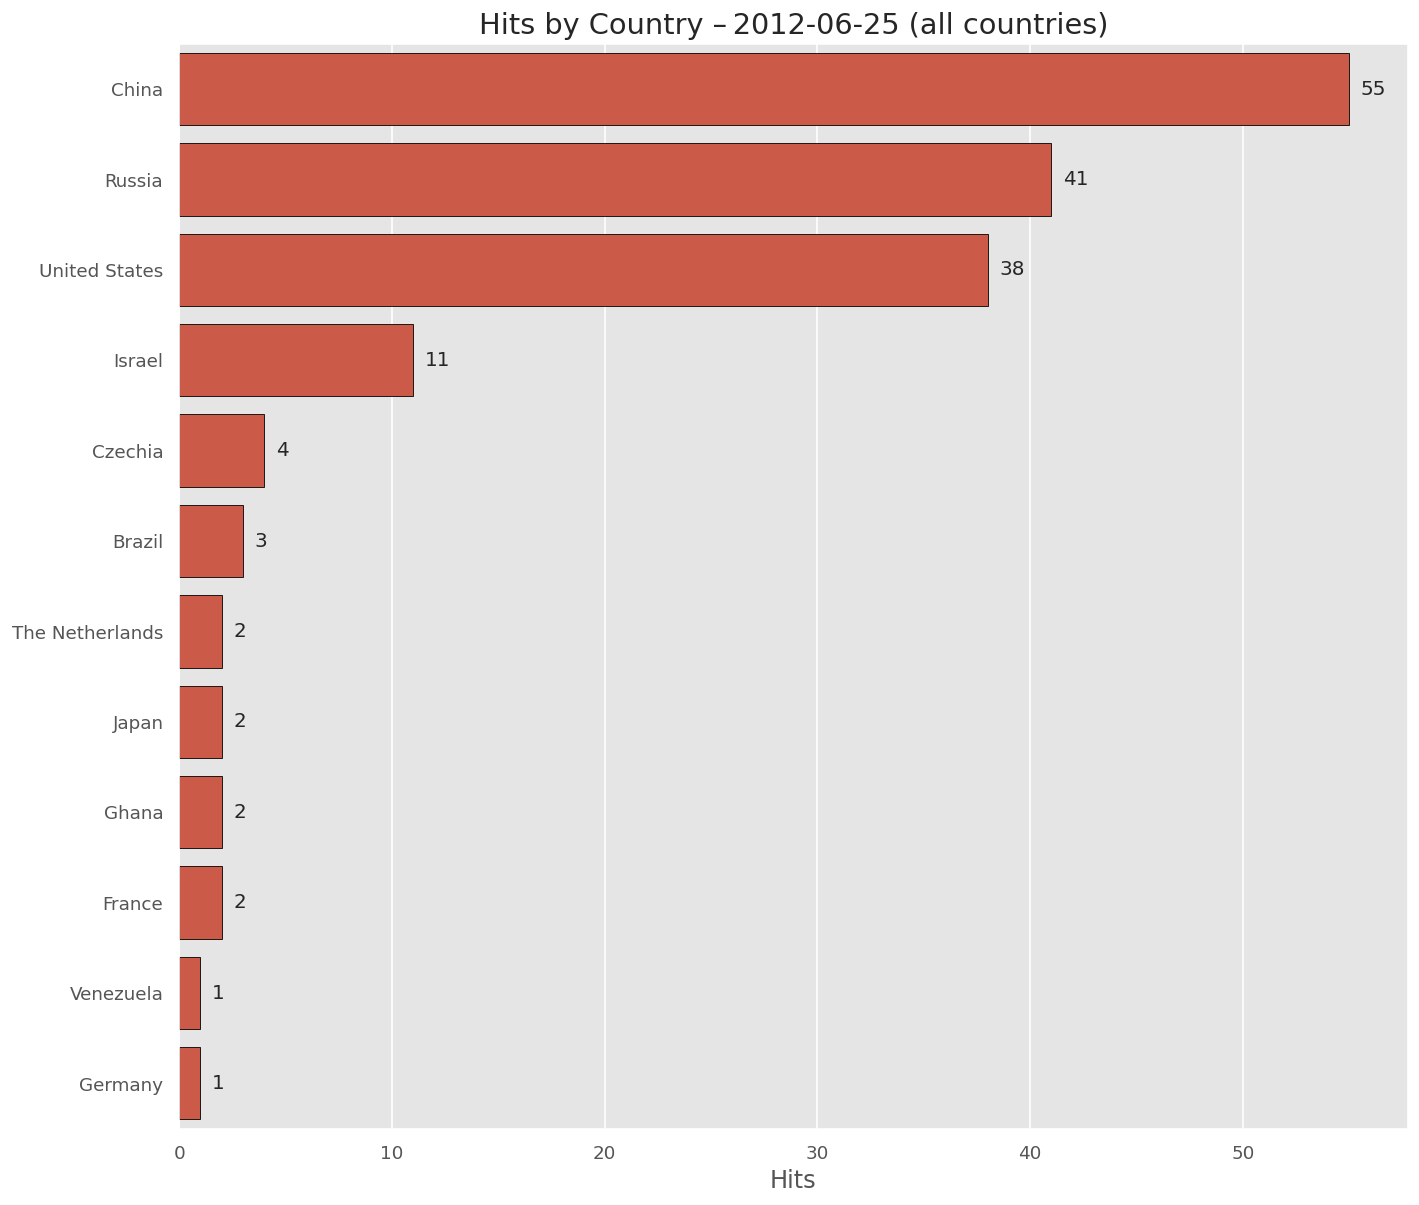 Hits by Country – 2012-06-25 (all countries)
China 55
Russia 41
United States 38
Israel 11
Czechia 4
Brazil 3
The Netherlands 2
Japan 2
Ghana 2
France 2
Venezuela 1
Germany 1
0 10 20 30 40 50
Hits